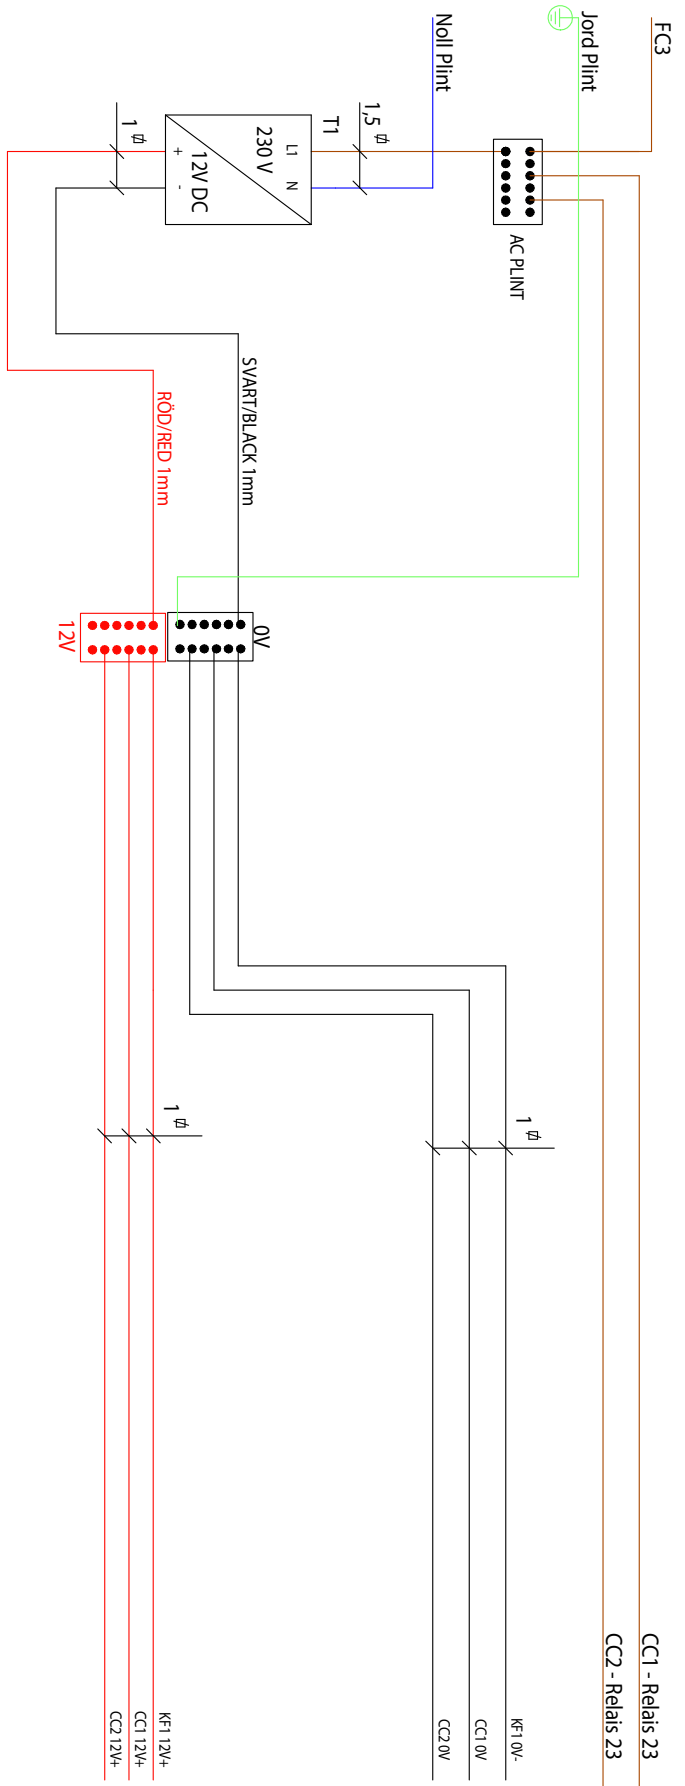 FC3
Jord Plint
Noll Plint
AC PLINT
1,5
T1
L1
N
230 V
12V DC
+
-
1
SVART/BLACK 1mm
RÖD/RED 1mm
0V
12V
1
1
CC1 - Relais 23
CC2 - Relais 23
KF1 0V-
CC1 0V
CC2 0V
KF1 12V+
CC1 12V+
CC2 12V+